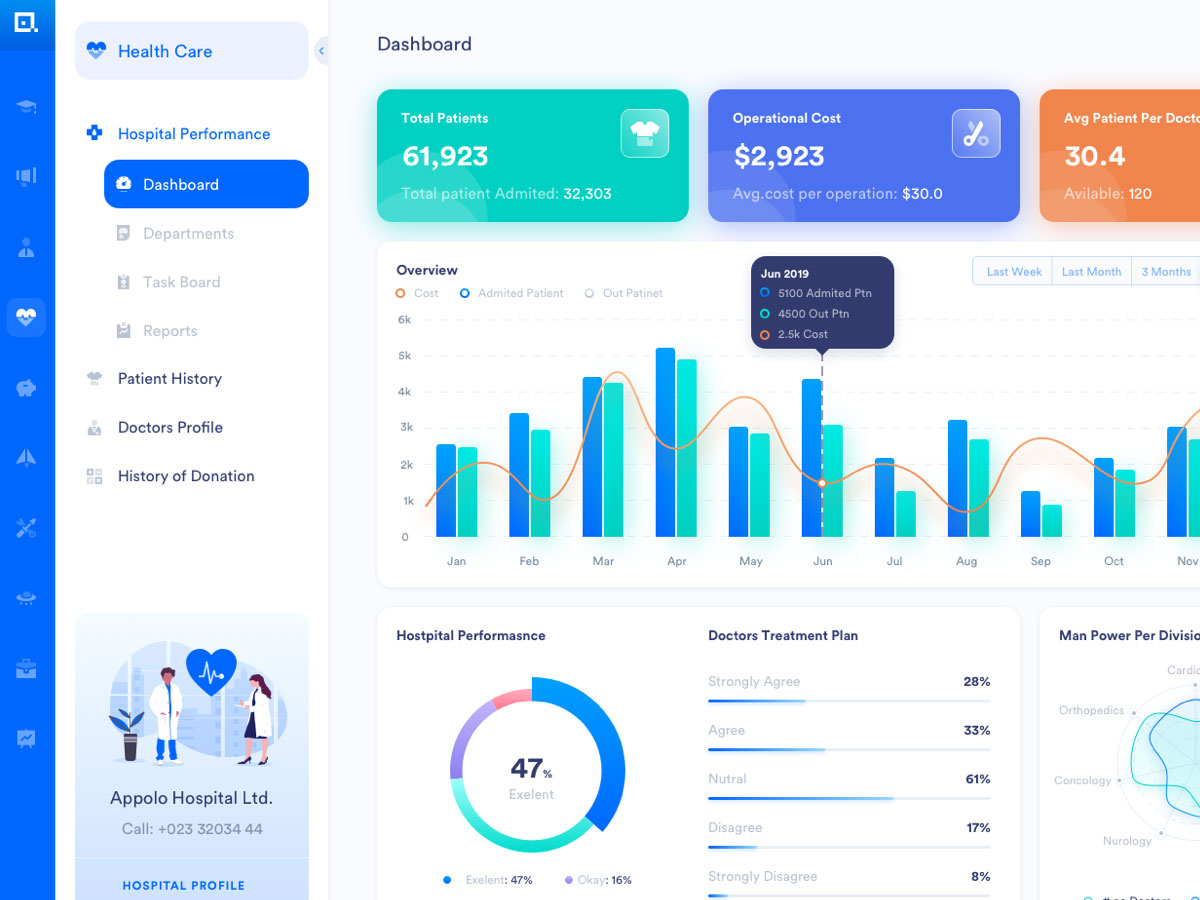 Health Care
Hospital Performance
Dashboard
Departments
Task Board
Reports
Patient History
Doctors Profile
History of Donation
Appolo Hospital Ltd.
Call: +023 32034 44
HOSPITAL PROFILE
Dashboard
Total Patients
61,923
Total patient Admited: 32,303
Operational Cost
$2,923
Avg.cost per operation: $30.0
Avg Patient Per Docto
30.4
Avilable: 120
Overview
Cost Admited Patient Out Patinet
Last Week Last Month 3 Months
Jun 2019
5100 Admited Ptn
4500 Out Ptn
2.5k Cost
6k
5k
4k
3k
2k
1k
0
Jan Feb Mar Apr May Jun Jul Aug Sep Oct Nov
Hostpital Performasnce
47%
Exelent
Exelent: 47% Okay: 16%
Doctors Treatment Plan
Strongly Agree 28%
Agree 33%
Nutral 61%
Disagree 17%
Strongly Disagree 8%
Man Power Per Divisio
Cardio
Orthopedics
Concology
Nurology